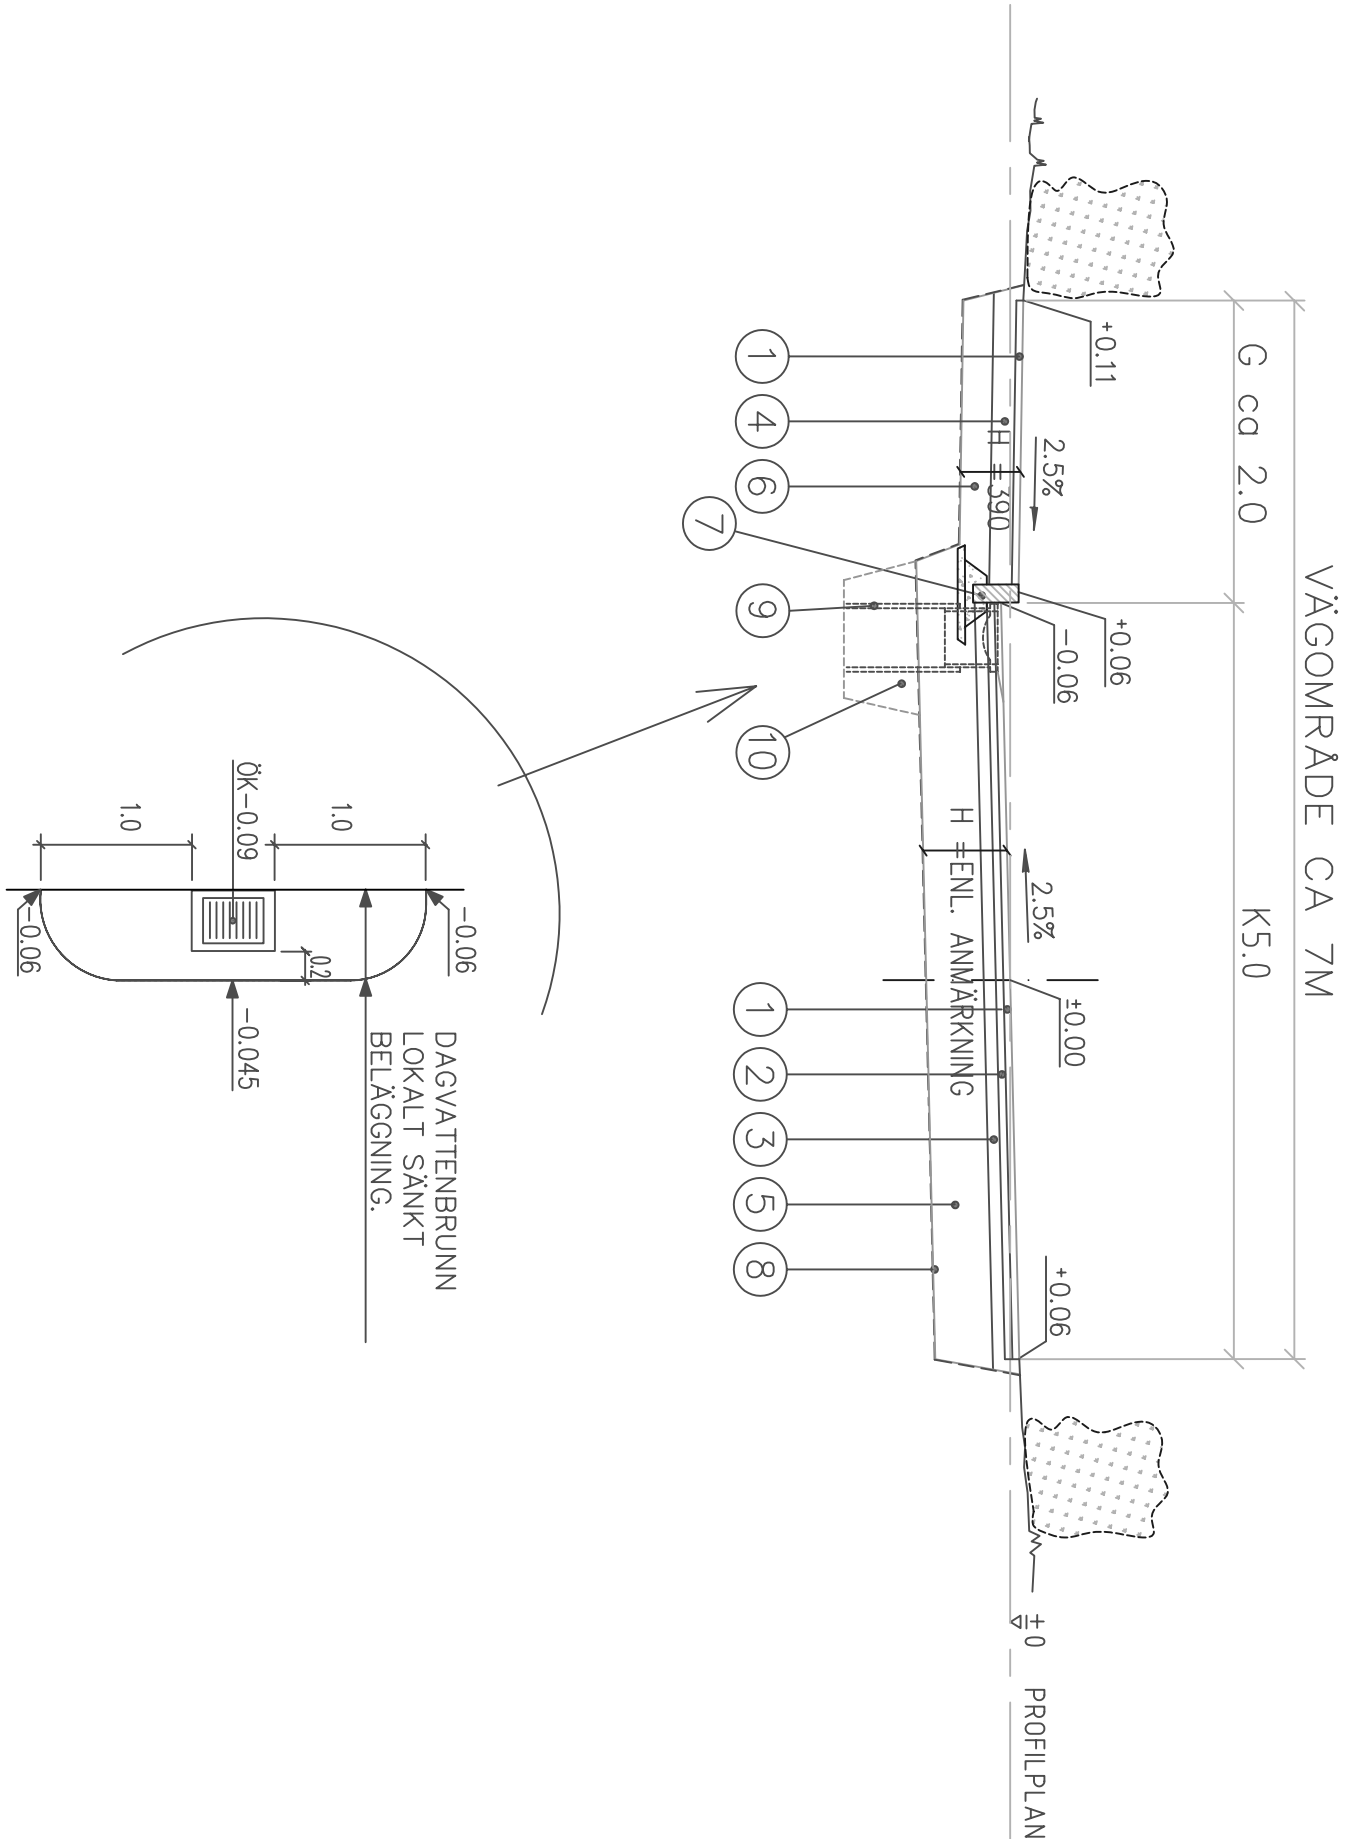 VÄGOMRÅDE CA 7M
G ca 2.0
K5.0
+0.11
2.5%
+0.06
-0.06
2.5%
±0.00
+0.06
±0 PROFILPLAN
H =390
H =ENL. ANMÄRKNING
1
4
6
7
9
10
1
2
3
5
8
DAGVATTENBRUNN
LOKALT SÄNKT
BELÄGGNING.
-0.06
1.0
0.2
ÖK-0.09
-0.045
1.0
-0.06